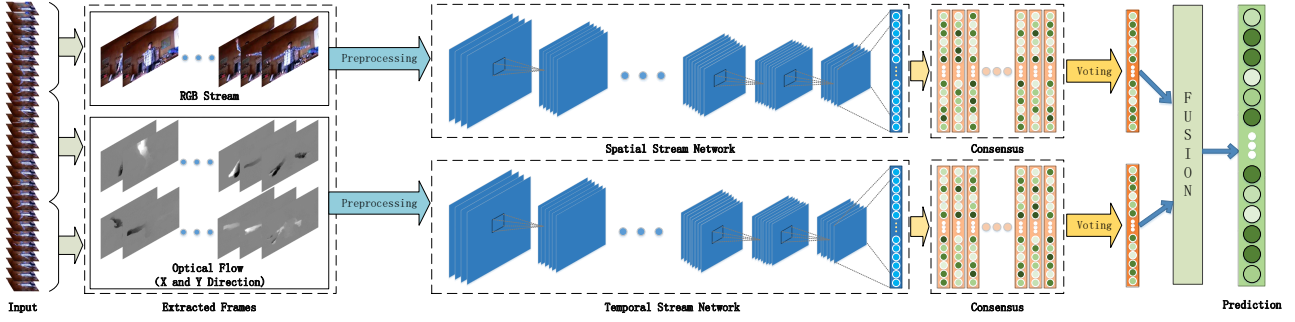 Input
RGB Stream
Optical Flow
(X and Y Direction)
Extracted Frames
Preprocessing
Preprocessing
Spatial Stream Network
Temporal Stream Network
Consensus
Consensus
Voting
Voting
FUSION
Prediction